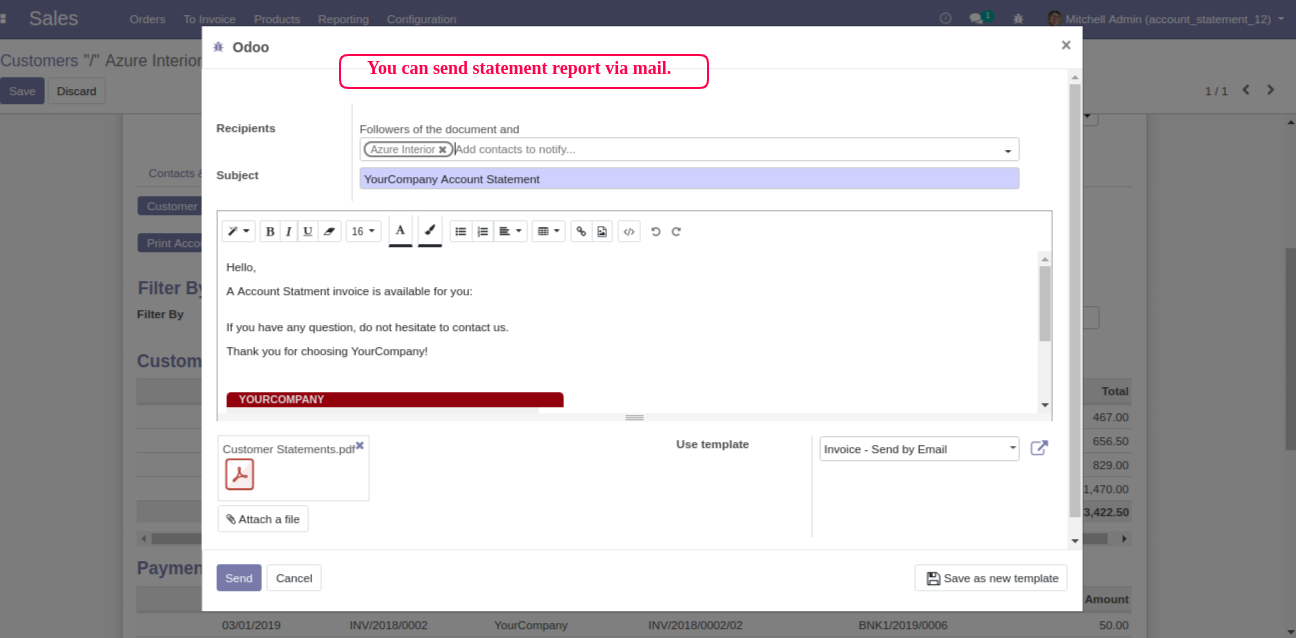 Sales Orders To Invoice Products Reporting Configuration 1 Mitchell Admin (account_statement_12)
Customers "/" Azure Interior
Save Discard
1 / 1
Odoo
You can send statement report via mail.
Recipients
Followers of the document and
Azure Interior Add contacts to notify...
Subject
YourCompany Account Statement
Contacts &
Customer
Print Acco
Filter By
Filter By
Custom
B I U 16 A
Hello,
A Account Statment invoice is available for you:
If you have any question, do not hesitate to contact us.
Thank you for choosing YourCompany!
YOURCOMPANY
Total
467.00
656.50
829.00
1,470.00
3,422.50
Customer Statements.pdf
Use template
Invoice - Send by Email
Attach a file
Paymen
Send Cancel
Save as new template
Amount
03/01/2019 INV/2018/0002 YourCompany INV/2018/0002/02 BNK1/2019/0006 50.00